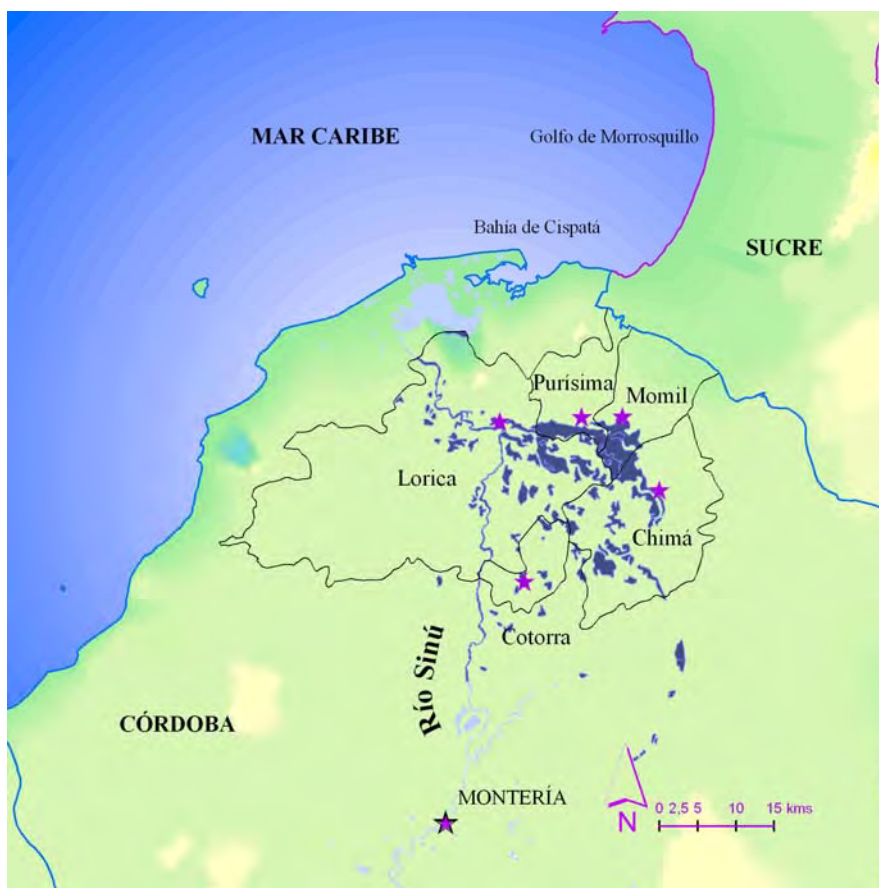 MAR CARIBE
Golfo de Morrosquillo
Bahía de Cispatá
SUCRE
Purísima
Momil
Lorica
Chimá
Cotorra
Río Sinú
CÓRDOBA
MONTERÍA
N
0 2,5 5 10 15 kms